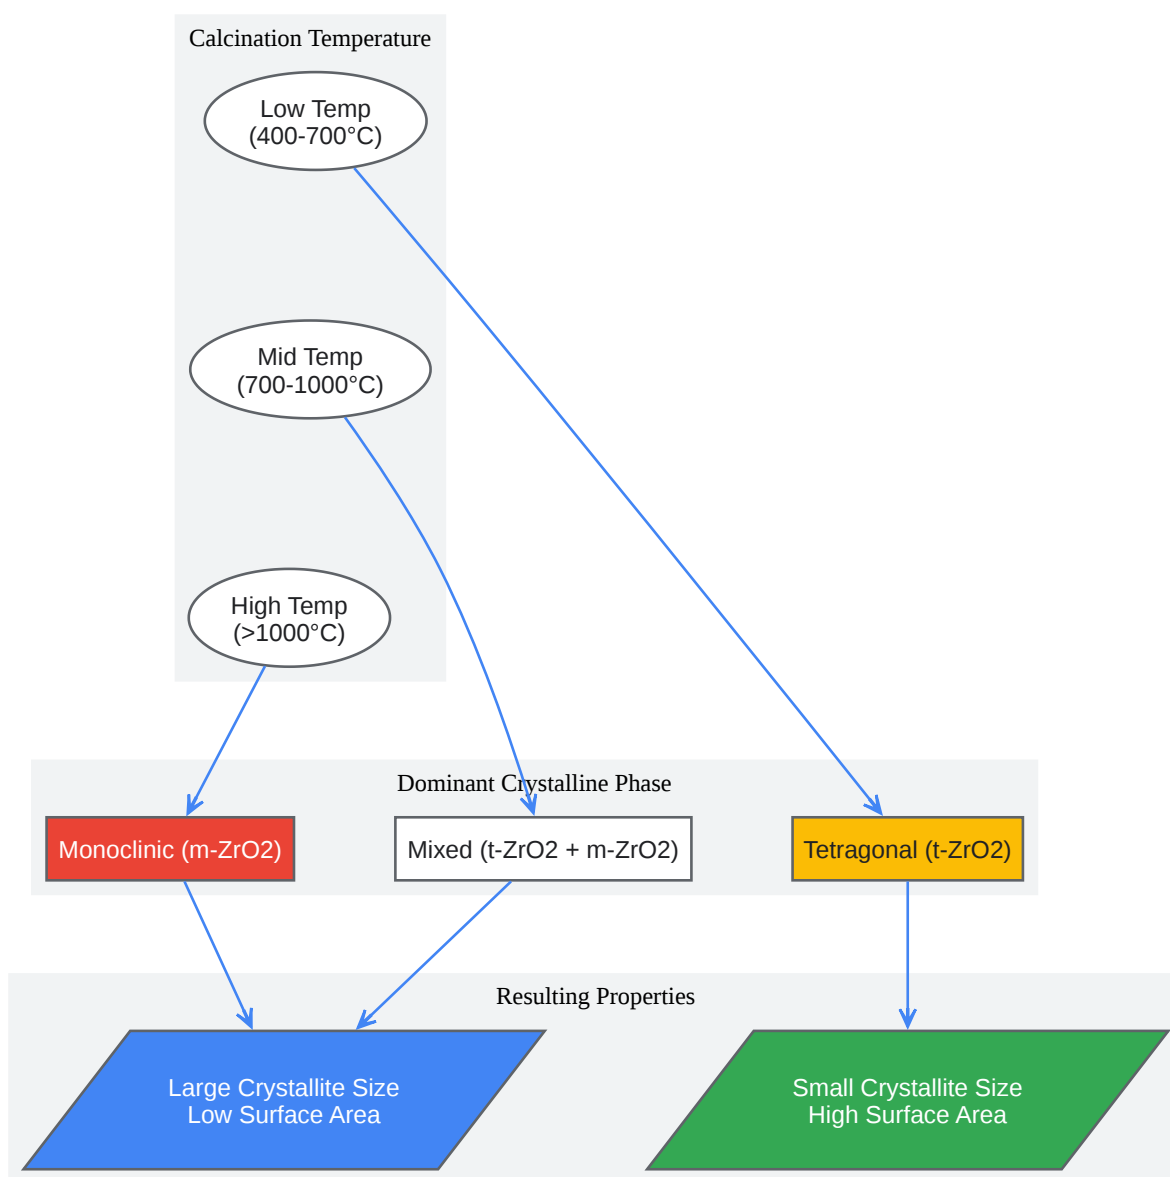 Calcination Temperature
Low Temp
(400-700°C)
Mid Temp
(700-1000°C)
High Temp
(>1000°C)
Dominant Crystalline Phase
Monoclinic (m-ZrO2)
Mixed (t-ZrO2 + m-ZrO2)
Tetragonal (t-ZrO2)
Resulting Properties
Large Crystallite Size
Low Surface Area
Small Crystallite Size
High Surface Area